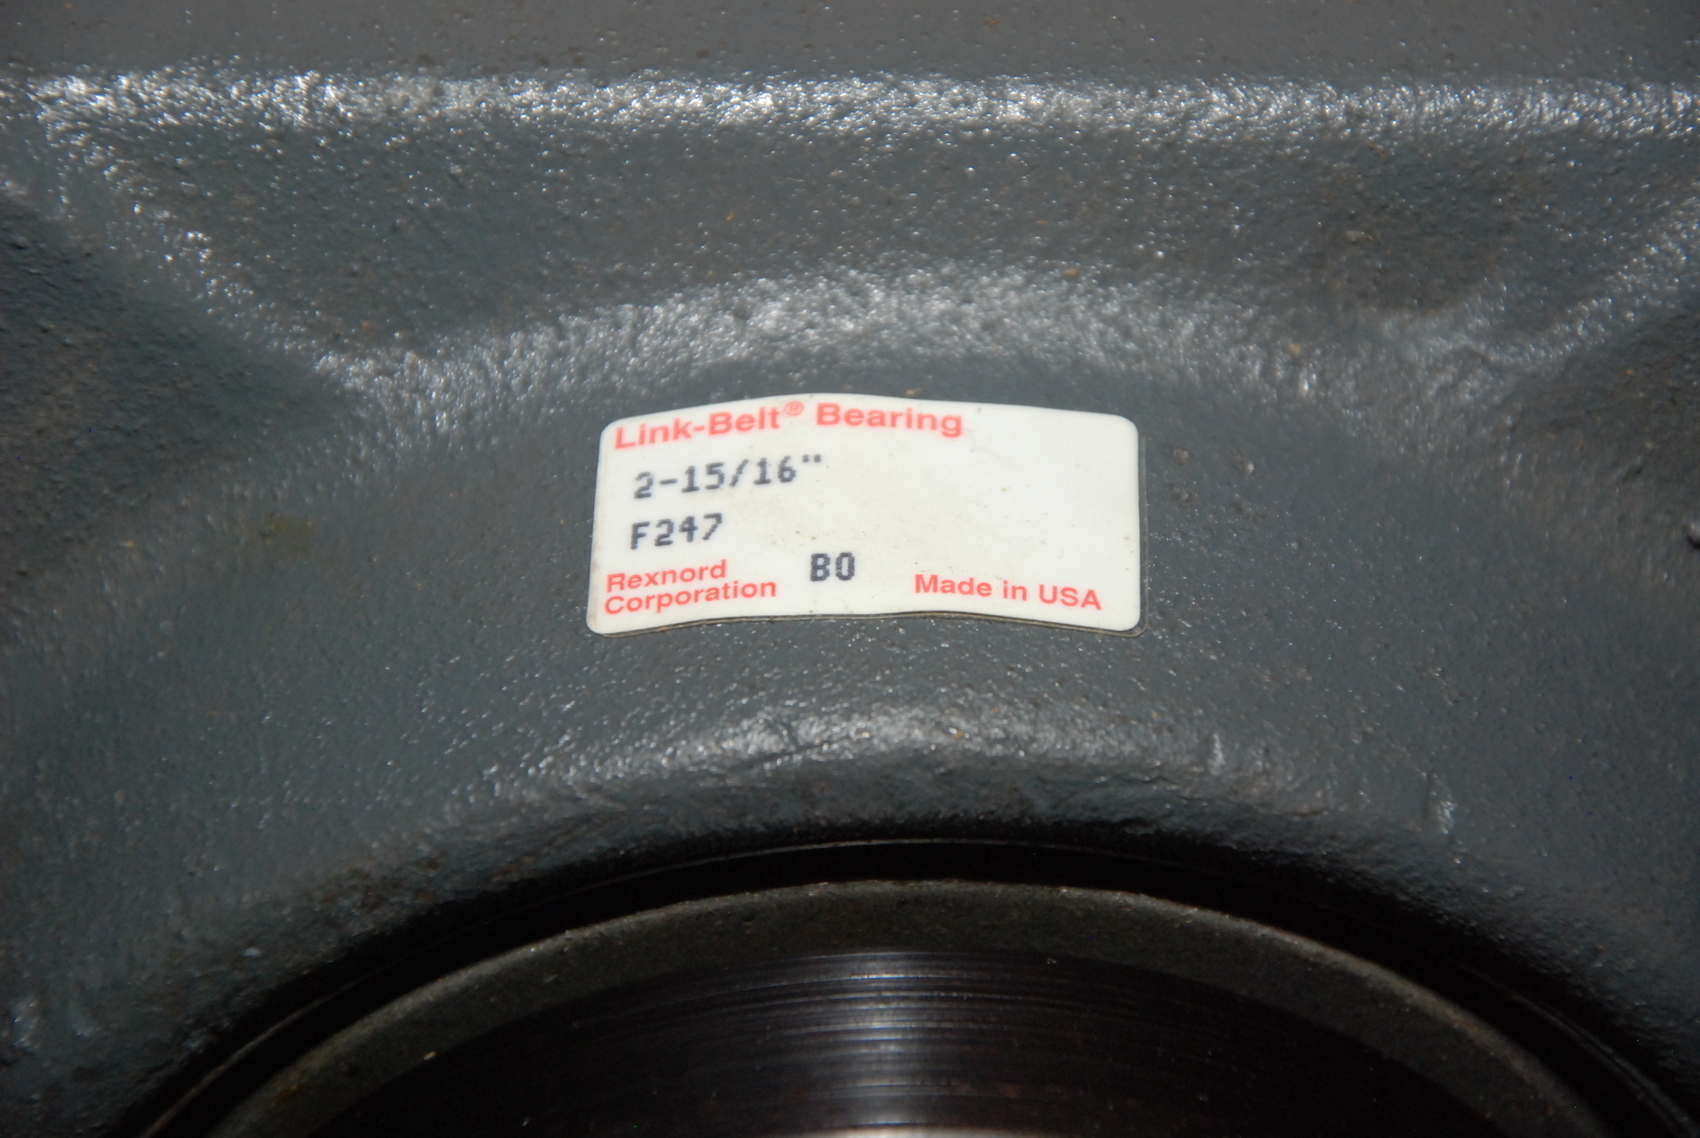 Link-Belt® Bearing
2-15/16"
F247
Rexnord
Corporation
B0
Made in USA